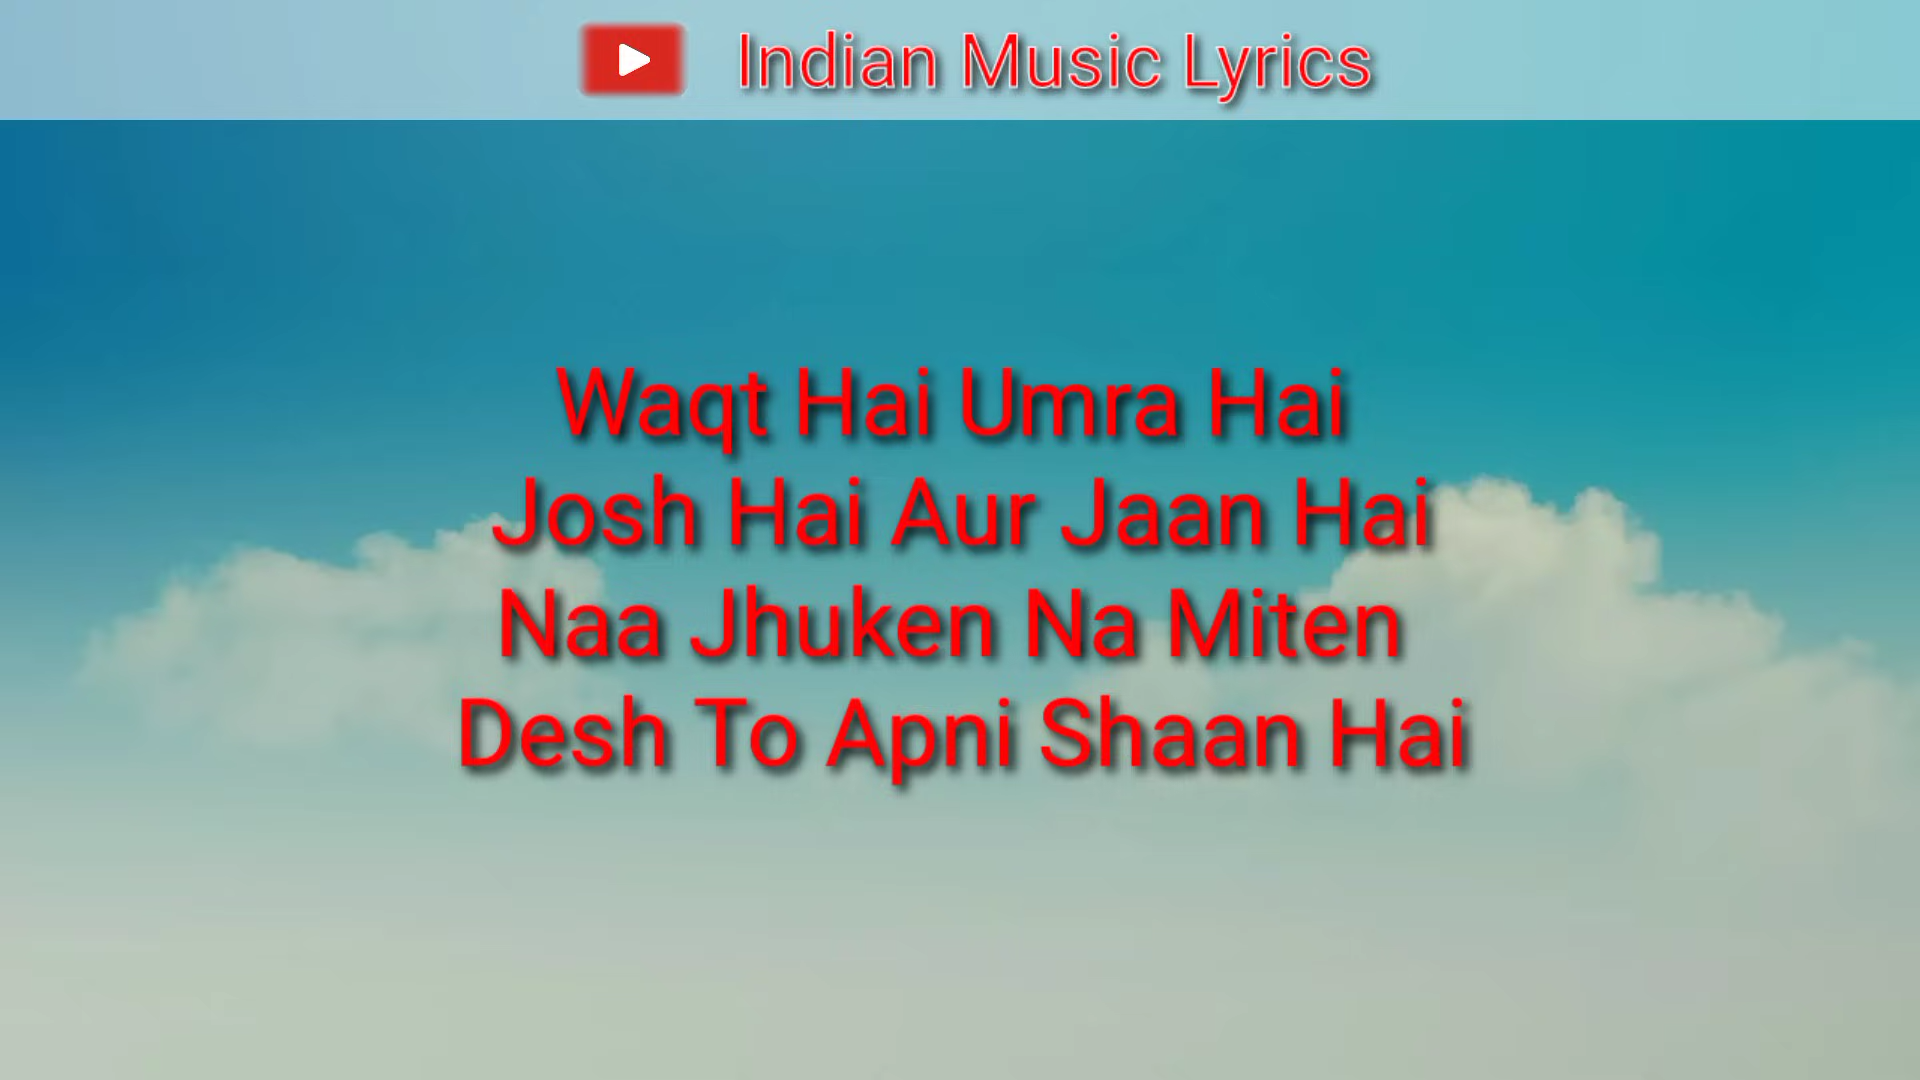 Indian Music Lyrics
Waqt Hai Umra Hai
Josh Hai Aur Jaan Hai
Naa Jhuken Na Miten
Desh To Apni Shaan Hai